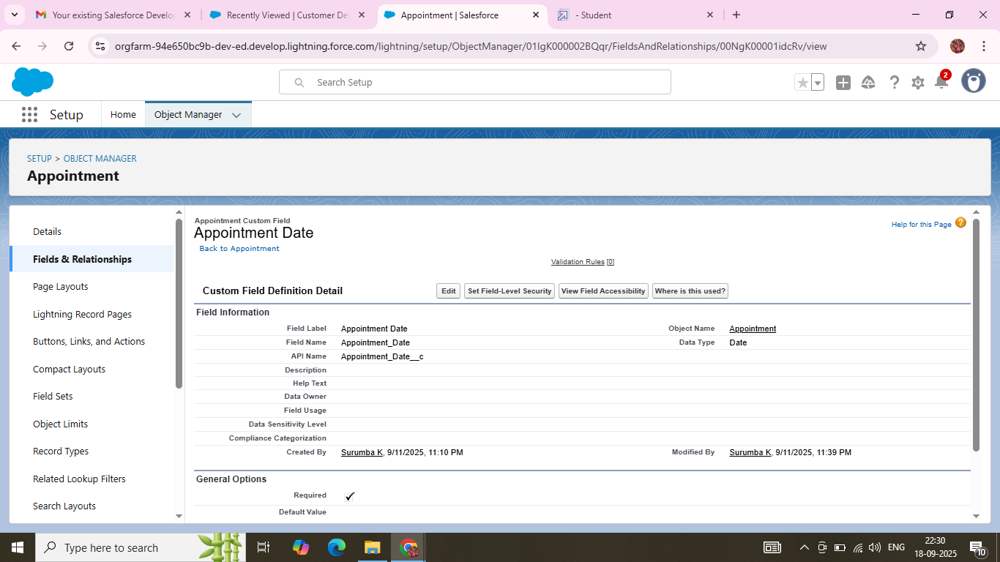 Your existing Salesforce Develo
Recently Viewed | Customer De
Appointment | Salesforce
- Student
orgfarm-94e650bc9b-dev-ed.develop.lightning.force.com/lightning/setup/ObjectManager/01IgK000002BQqr/FieldsAndRelationships/00NgK00001idcRv/view
Search Setup
2
Setup
Home
Object Manager
SETUP > OBJECT MANAGER
Appointment
Details
Fields & Relationships
Page Layouts
Lightning Record Pages
Buttons, Links, and Actions
Compact Layouts
Field Sets
Object Limits
Record Types
Related Lookup Filters
Search Layouts
Appointment Custom Field
Appointment Date
Back to Appointment
Help for this Page ?
Validation Rules [0]
Custom Field Definition Detail
Edit
Set Field-Level Security
View Field Accessibility
Where is this used?
Field Information
Field Label Appointment Date Object Name Appointment
Field Name Appointment_Date Data Type Date
API Name Appointment_Date__c
Description
Help Text
Data Owner
Field Usage
Data Sensitivity Level
Compliance Categorization
Created By Surumba K, 9/11/2025, 11:10 PM Modified By Surumba K, 9/11/2025, 11:39 PM
General Options
Required ✓
Default Value
Type here to search
ENG
22:30
18-09-2025
10